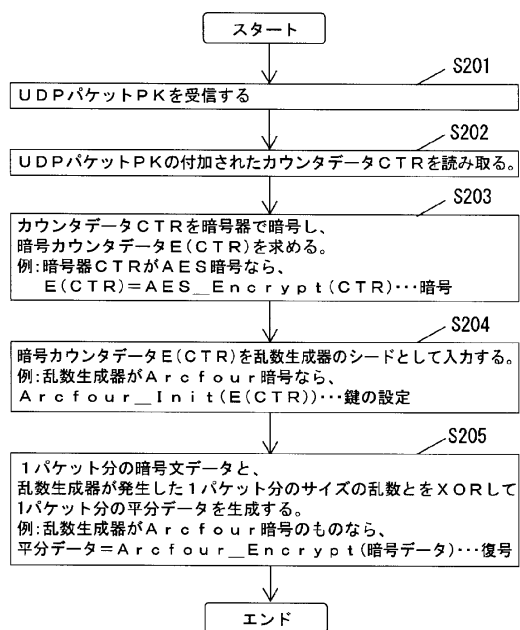 スタート
S201
UDPパケットPKを受信する
S202
UDPパケットPKの付加されたカウンタデータCTRを読み取る。
S203
カウンタデータCTRを暗号器で暗号し、
暗号カウンタデータE(CTR)を求める。
例:暗号器CTRがAES暗号なら、
E(CTR)=AES_Encrypt(CTR)・・・暗号
S204
暗号カウンタデータE(CTR)を乱数生成器のシードとして入力する。
例:乱数生成器がArcfour暗号なら、
Arcfour_Init(E(CTR))・・・鍵の設定
S205
1パケット分の暗号文データと、
乱数生成器が発生した1パケット分のサイズの乱数とをXORして
1パケット分の平分データを生成する。
例:乱数生成器がArcfour暗号のものなら、
平分データ=Arcfour_Encrypt(暗号データ)・・・復号
エンド